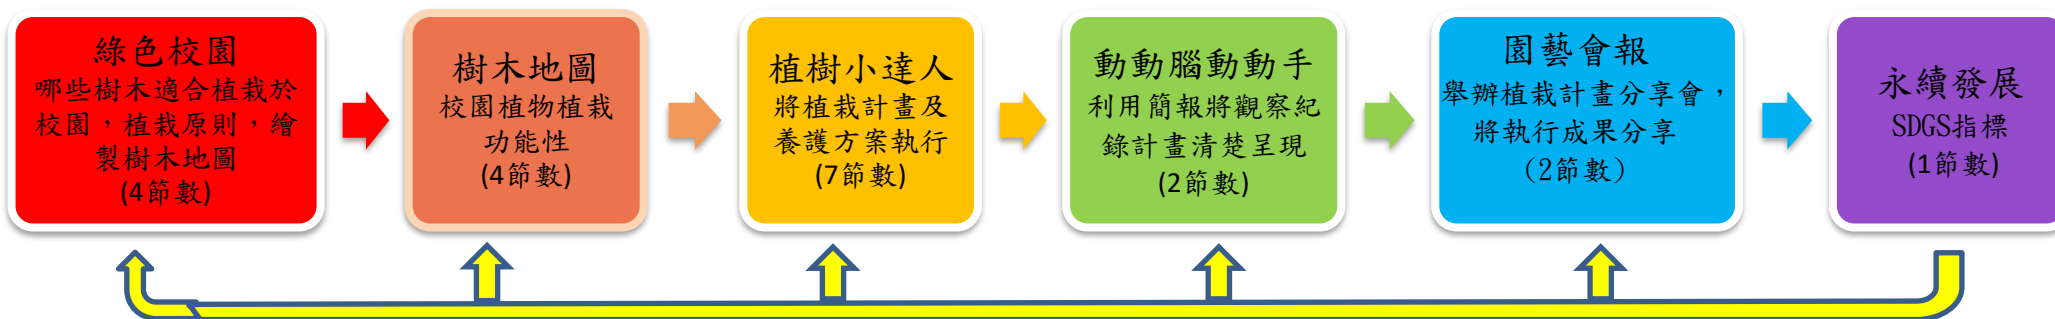 綠色校園
哪些樹木適合植栽於
校園，植栽原則，繪
製樹木地圖
(4節數)
樹木地圖
校園植物植栽
功能性
(4節數)
植樹小達人
將植栽計畫及
養護方案執行
(7節數)
動動腦動動手
利用簡報將觀察紀
錄計畫清楚呈現
(2節數)
園藝會報
舉辦植栽計畫分享會，
將執行成果分享
(2節數)
永續發展
SDGS指標
(1節數)